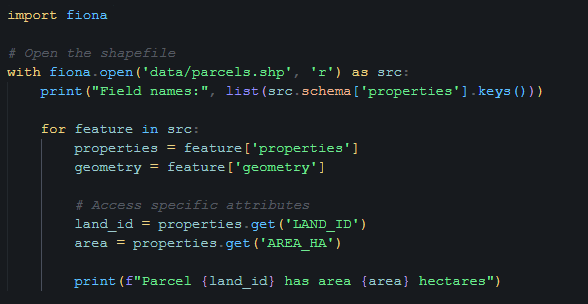 import fiona

# Open the shapefile
with fiona.open('data/parcels.shp', 'r') as src:
    print("Field names:", list(src.schema['properties'].keys()))

    for feature in src:
        properties = feature['properties']
        geometry = feature['geometry']

        # Access specific attributes
        land_id = properties.get('LAND_ID')
        area = properties.get('AREA_HA')

        print(f"Parcel {land_id} has area {area} hectares")